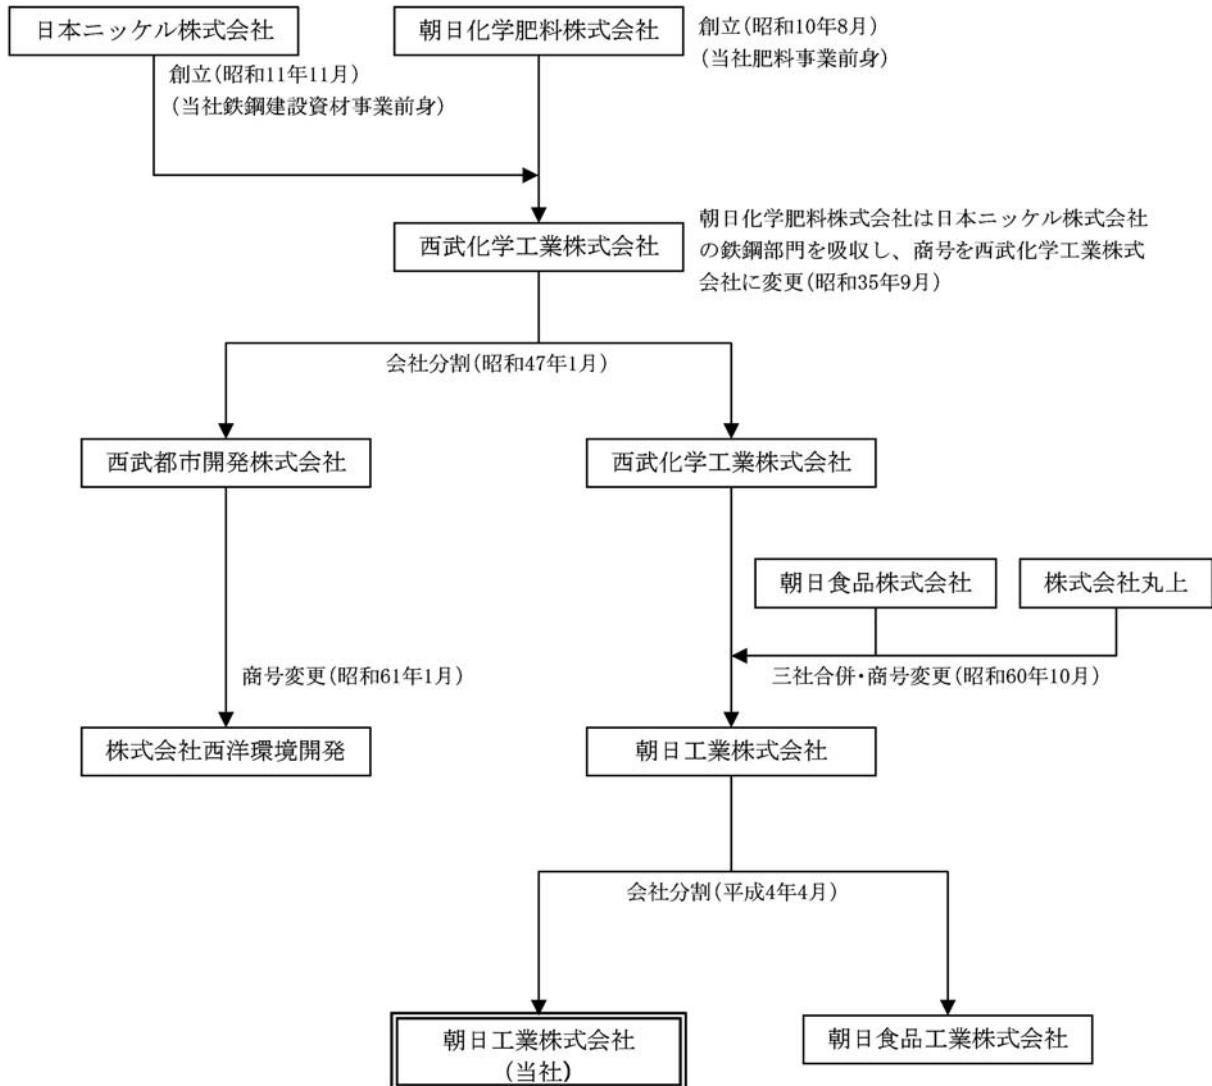 日本ニッケル株式会社
朝日化学肥料株式会社
創立(昭和10年8月)
(当社肥料事業前身)
創立(昭和11年11月)
(当社鉄鋼建設資材事業前身)
西武化学工業株式会社
朝日化学肥料株式会社は日本ニッケル株式会社
の鉄鋼部門を吸収し、商号を西武化学工業株式
会社に変更(昭和35年9月)
会社分割(昭和47年1月)
西武都市開発株式会社
西武化学工業株式会社
朝日食品株式会社
株式会社丸上
商号変更(昭和61年1月)
三社合併・商号変更(昭和60年10月)
株式会社西洋環境開発
朝日工業株式会社
会社分割(平成4年4月)
朝日工業株式会社
(当社)
朝日食品工業株式会社